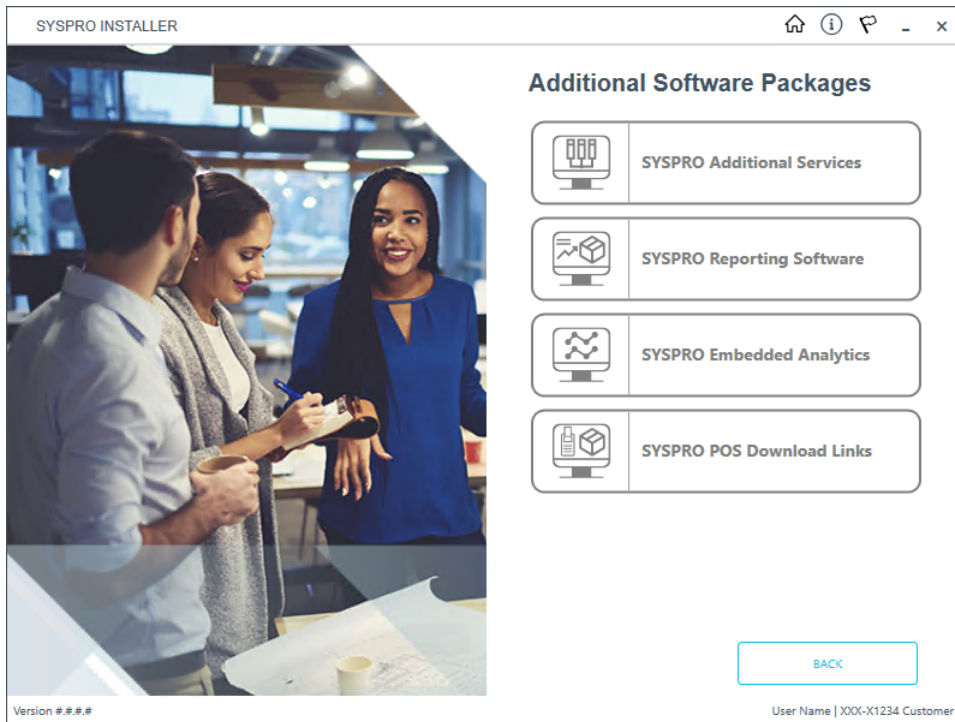 SYSPRO INSTALLER
Additional Software Packages
SYSPRO Additional Services
SYSPRO Reporting Software
SYSPRO Embedded Analytics
SYSPRO POS Download Links
BACK
Version #.#.#.#
User Name | XXX-X1234 Customer